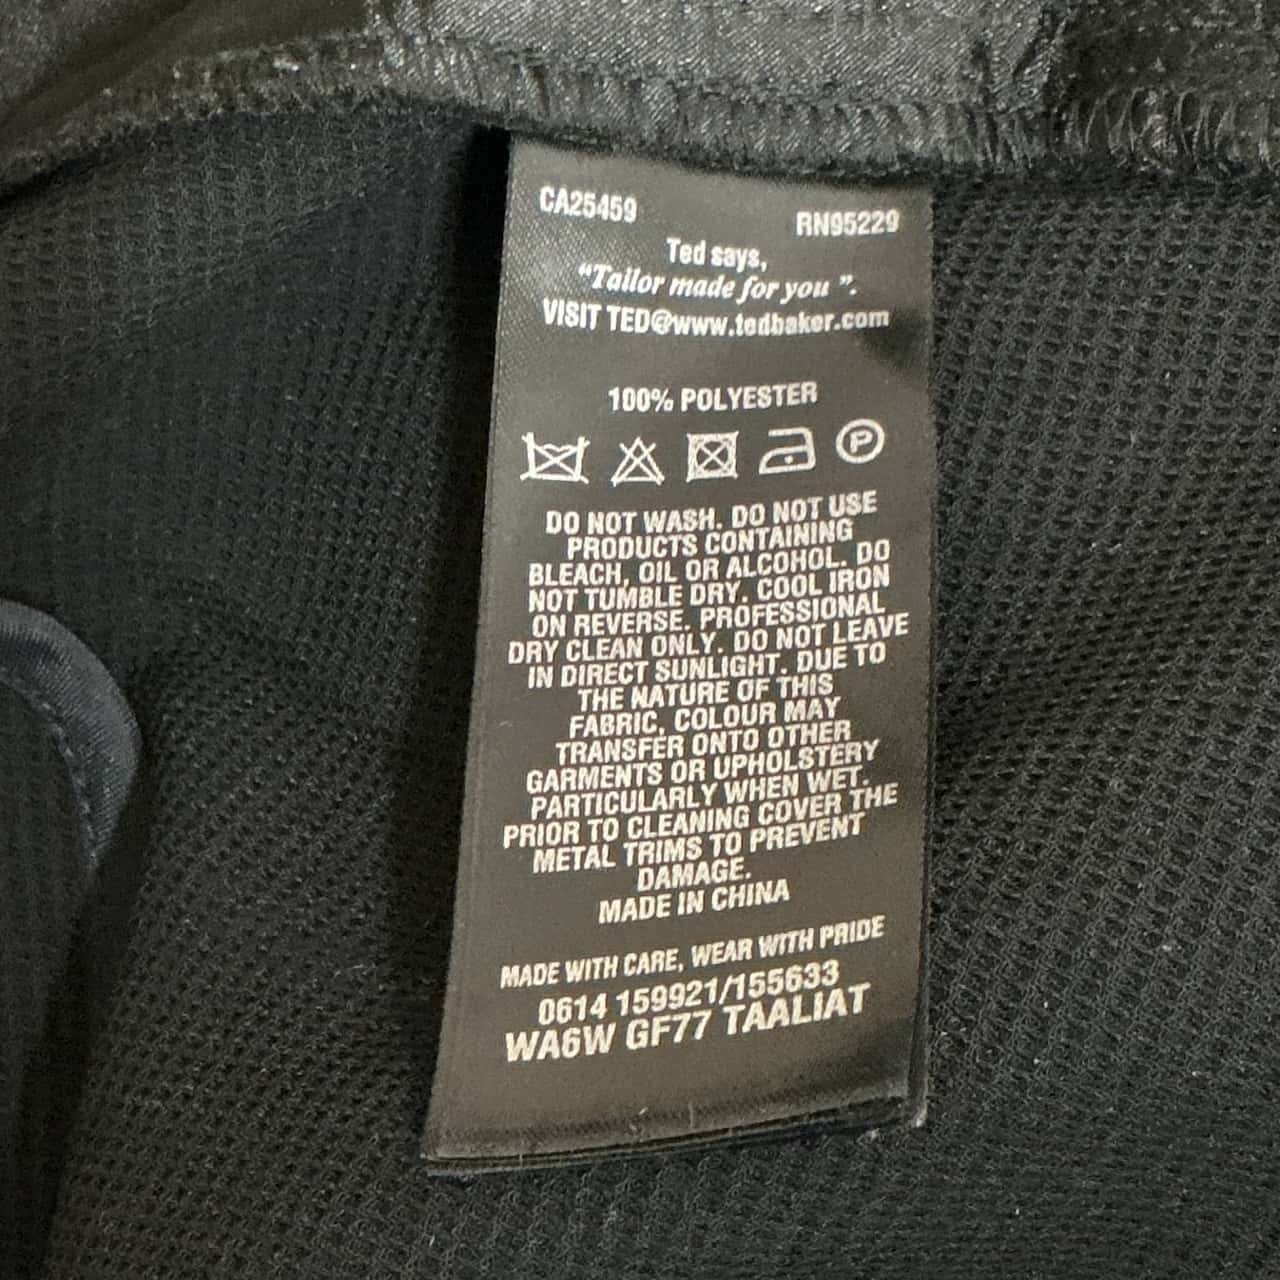 CA25459
RN95229
Ted says,
“Tailor made for you ”.
VISIT TED@www.tedbaker.com
100% POLYESTER
P
DO NOT WASH. DO NOT USE
PRODUCTS CONTAINING
BLEACH, OIL OR ALCOHOL. DO
NOT TUMBLE DRY. COOL IRON
ON REVERSE. PROFESSIONAL
DRY CLEAN ONLY. DO NOT LEAVE
IN DIRECT SUNLIGHT. DUE TO
THE NATURE OF THIS
FABRIC, COLOUR MAY
TRANSFER ONTO OTHER
GARMENTS OR UPHOLSTERY
PARTICULARLY WHEN WET.
PRIOR TO CLEANING COVER THE
METAL TRIMS TO PREVENT
DAMAGE.
MADE IN CHINA
MADE WITH CARE, WEAR WITH PRIDE
0614 159921/155633
WA6W GF77 TAALIAT